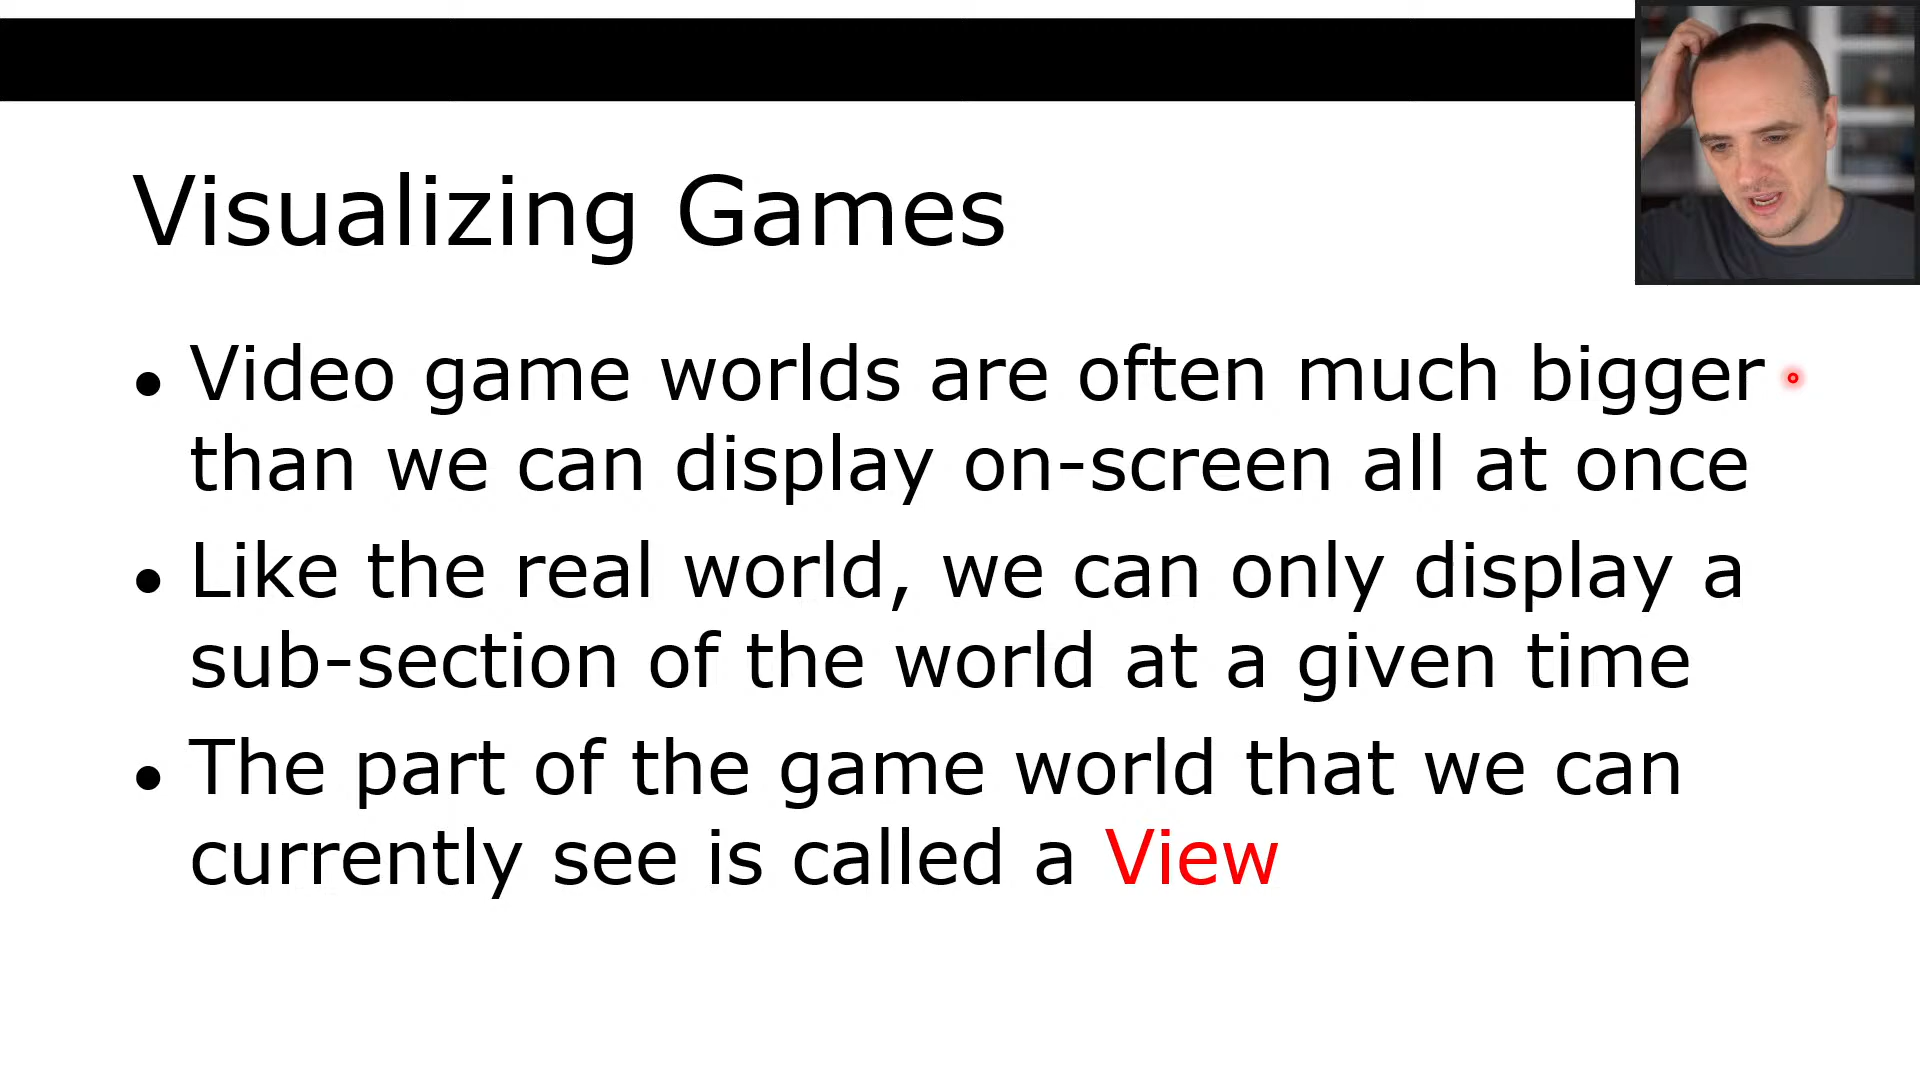 Visualizing Games
• Video game worlds are often much bigger
than we can display on-screen all at once
• Like the real world, we can only display a
sub-section of the world at a given time
• The part of the game world that we can
currently see is called a View